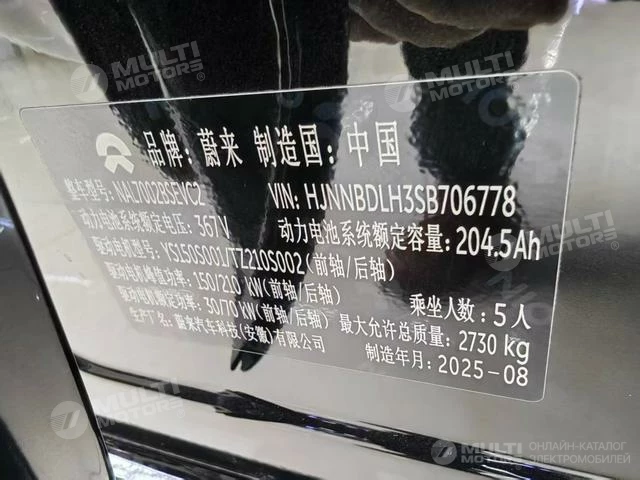 MULTI MOTORS®
MULTI MOTORS®
品牌: 蔚来 制造国: 中国
整车型号: NAL7002BSEVC2 VIN: HJNNBDLH3SB706778
动力电池系统额定电压: 367V 动力电池系统额定容量: 204.5Ah
驱动电机型号: YS150S001/TZ210S002(前轴/后轴)
驱动电机峰值功率: 150/210 kW(前轴/后轴) 乘坐人数: 5人
驱动电机额定功率: 30/70 kW(前轴/后轴) 最大允许总质量: 2730 kg
生产厂名: 蔚来汽车科技(安徽)有限公司 制造年月: 2025-08
MULTI MOTORS®
MULTI MOTORS
ОНЛАЙН-КАТАЛОГ
ЭЛЕКТРОМОБИЛЕЙ